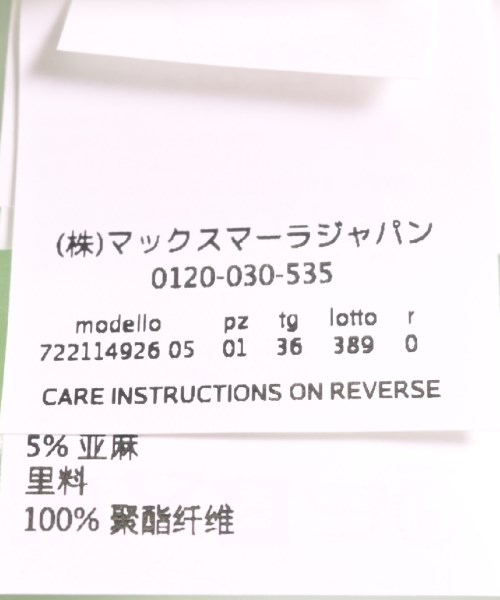 (株)マックスマーラジャパン
0120-030-535
modello pz tg lotto r
722114926 05 01 36 389 0
CARE INSTRUCTIONS ON REVERSE
5% 亚麻
里料
100% 聚酯纤维